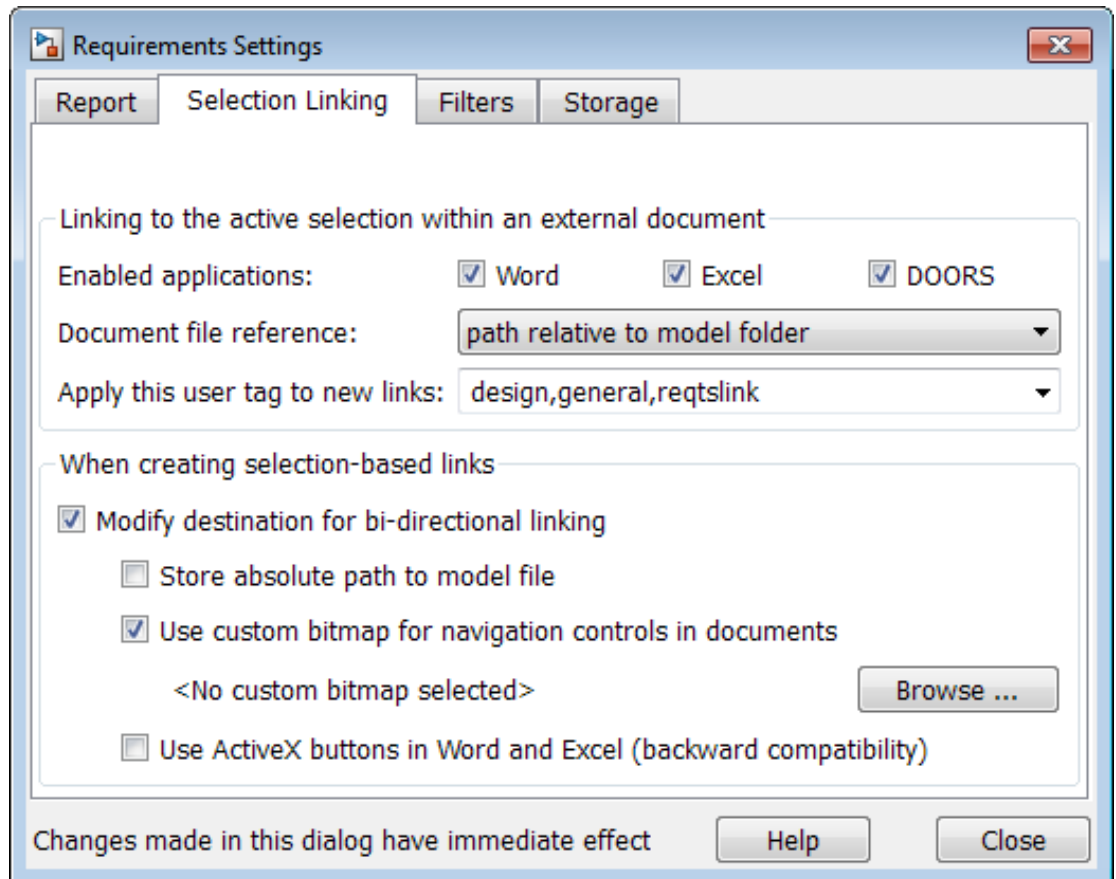 Requirements Settings
Report Selection Linking Filters Storage
Linking to the active selection within an external document
Enabled applications: Word Excel DOORS
Document file reference: path relative to model folder
Apply this user tag to new links: design,general,reqtslink
When creating selection-based links
Modify destination for bi-directional linking
Store absolute path to model file
Use custom bitmap for navigation controls in documents
<No custom bitmap selected> Browse ...
Use ActiveX buttons in Word and Excel (backward compatibility)
Changes made in this dialog have immediate effect Help Close